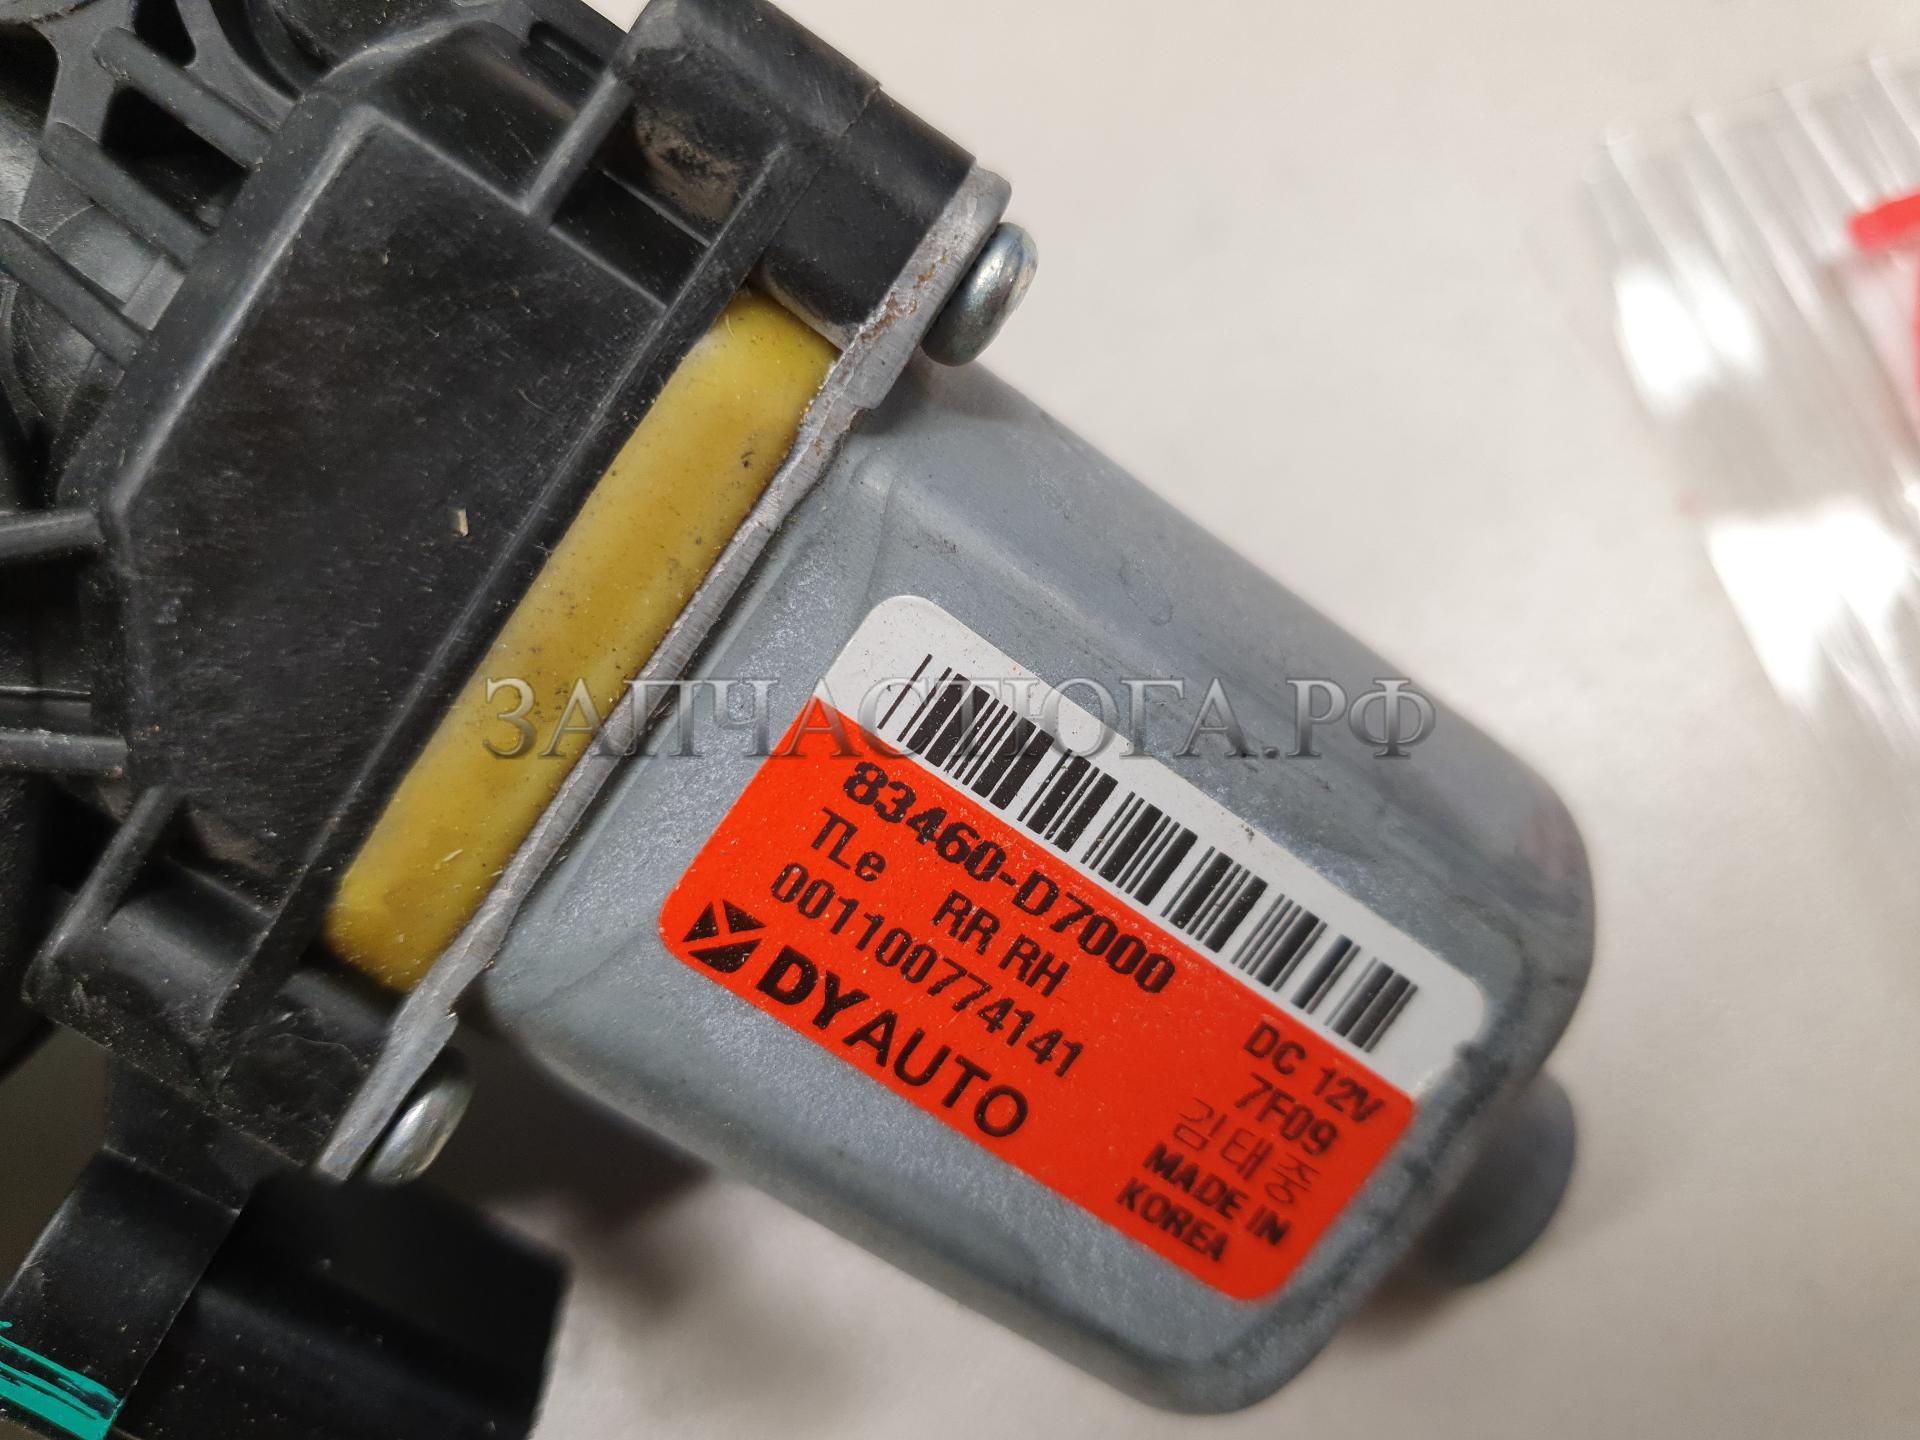 ЗАПЧАСТЮГА.РФ
83460-D7000
DC 12V
TLe RR RH
7F09
001100774141
김태중
DYAUTO
MADE IN
KOREA